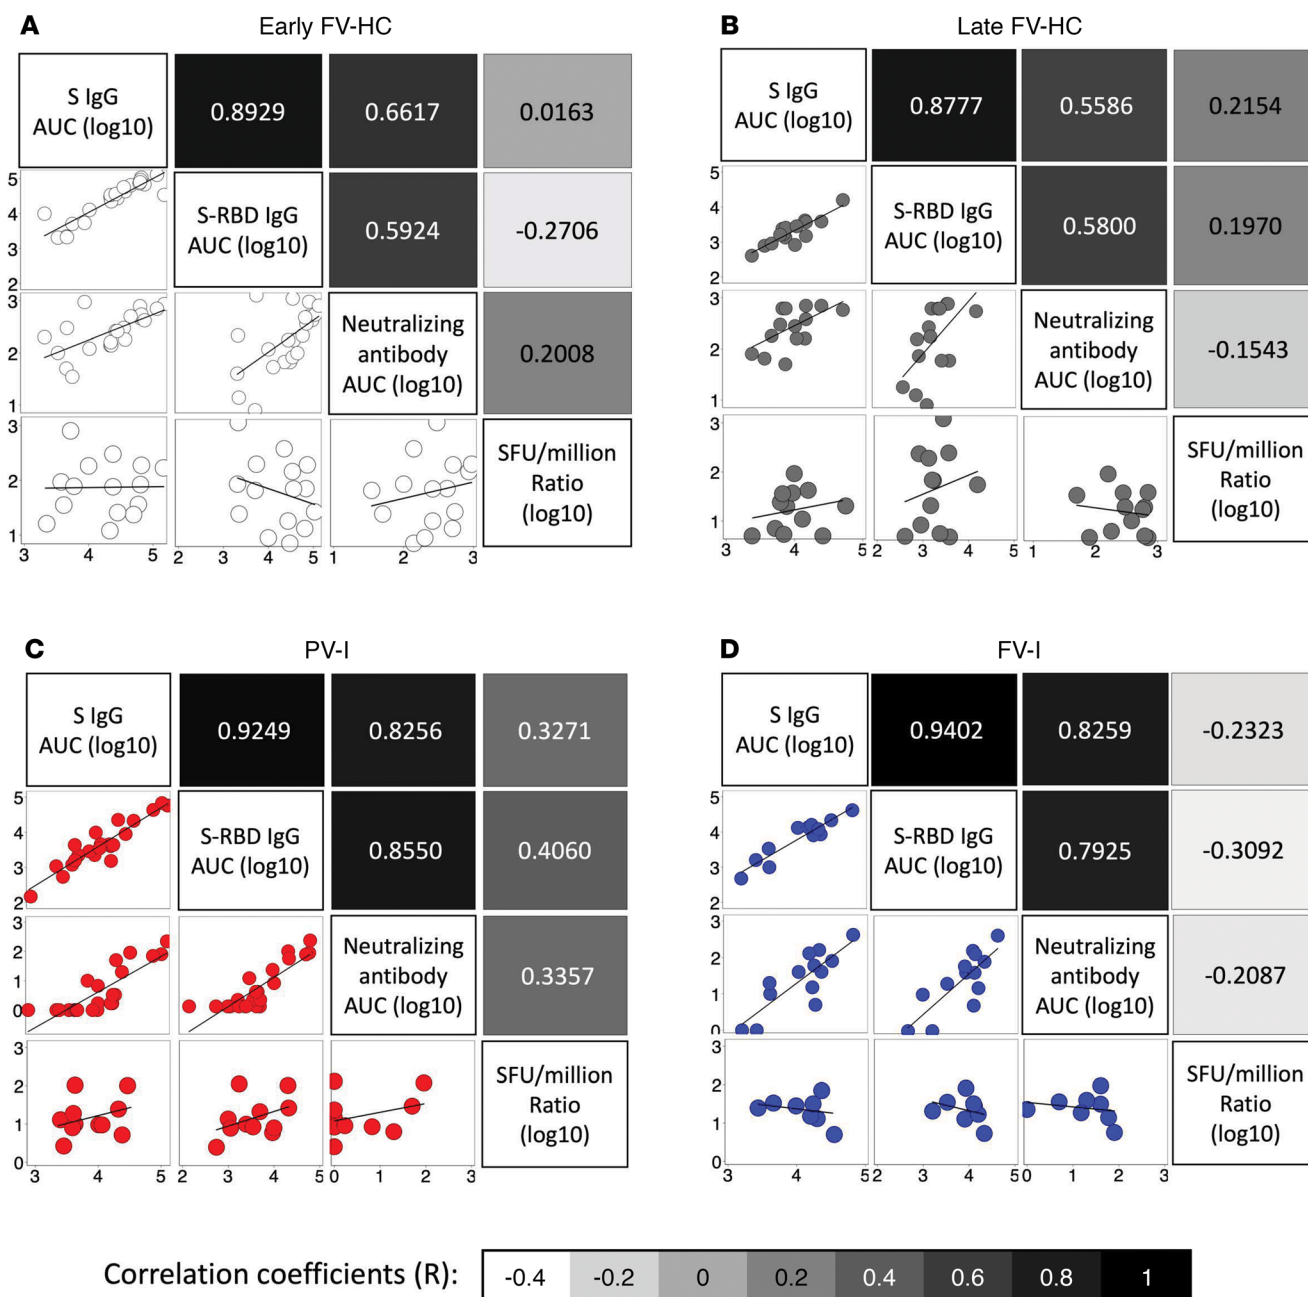 A
Early FV-HC
S IgG
AUC (log10)
0.8929
0.6617
0.0163
5
4
3
2
S-RBD IgG
AUC (log10)
0.5924
-0.2706
3
2
1
Neutralizing
antibody
AUC (log10)
0.2008
3
2
1
SFU/million
Ratio
(log10)
3
4
5
2
3
4
5
1
2
3
B
Late FV-HC
S IgG
AUC (log10)
0.8777
0.5586
0.2154
5
4
3
2
S-RBD IgG
AUC (log10)
0.5800
0.1970
3
2
1
Neutralizing
antibody
AUC (log10)
-0.1543
3
2
1
SFU/million
Ratio
(log10)
3
4
5
2
3
4
5
1
2
3
C
PV-I
S IgG
AUC (log10)
0.9249
0.8256
0.3271
5
4
3
2
S-RBD IgG
AUC (log10)
0.8550
0.4060
3
2
1
0
Neutralizing
antibody
AUC (log10)
0.3357
3
2
1
0
SFU/million
Ratio
(log10)
3
4
5
2
3
4
5
0
1
2
3
D
FV-I
S IgG
AUC (log10)
0.9402
0.8259
-0.2323
5
4
3
2
S-RBD IgG
AUC (log10)
0.7925
-0.3092
3
2
1
0
Neutralizing
antibody
AUC (log10)
-0.2087
3
2
1
0
SFU/million
Ratio
(log10)
3
4
5
2
3
4
5
0
1
2
3
Correlation coefficients (R):
-0.4
-0.2
0
0.2
0.4
0.6
0.8
1